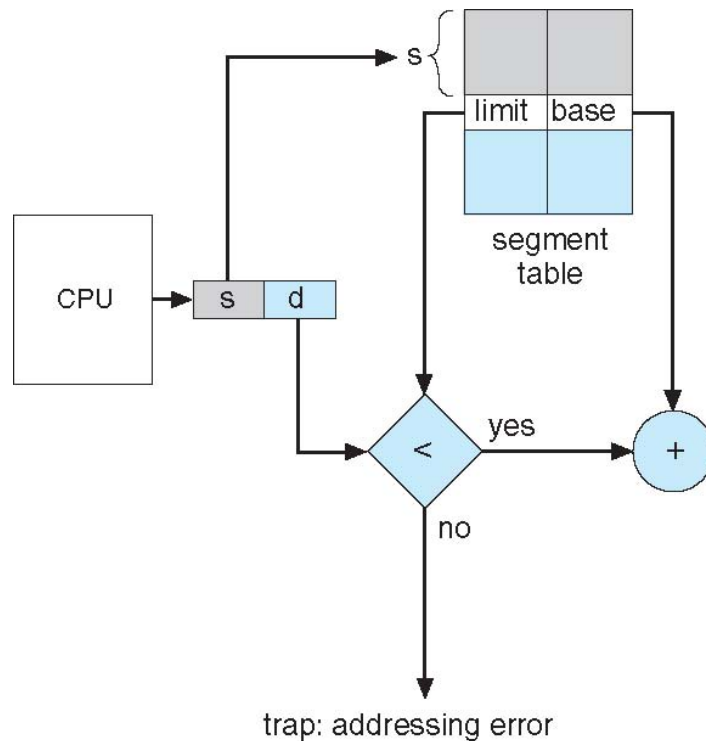 s
limit base
segment
table
CPU
s d
< yes +
no
trap: addressing error